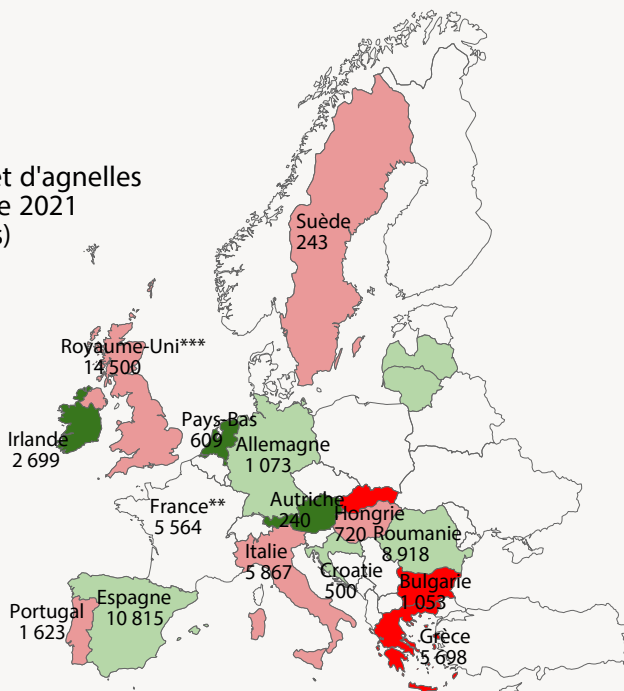 et d'agnelles
e 2021
s)
Suède
243
Royaume-Uni***
14 500
Irlande
2 699
Pays-Bas
609
Allemagne
1 073
France**
5 564
Autriche
240
Hongrie
720
Roumanie
8 918
Italie
5 867
Croatie
500
Bulgarie
1 053
Portugal
1 623
Espagne
10 815
Grèce
5 698